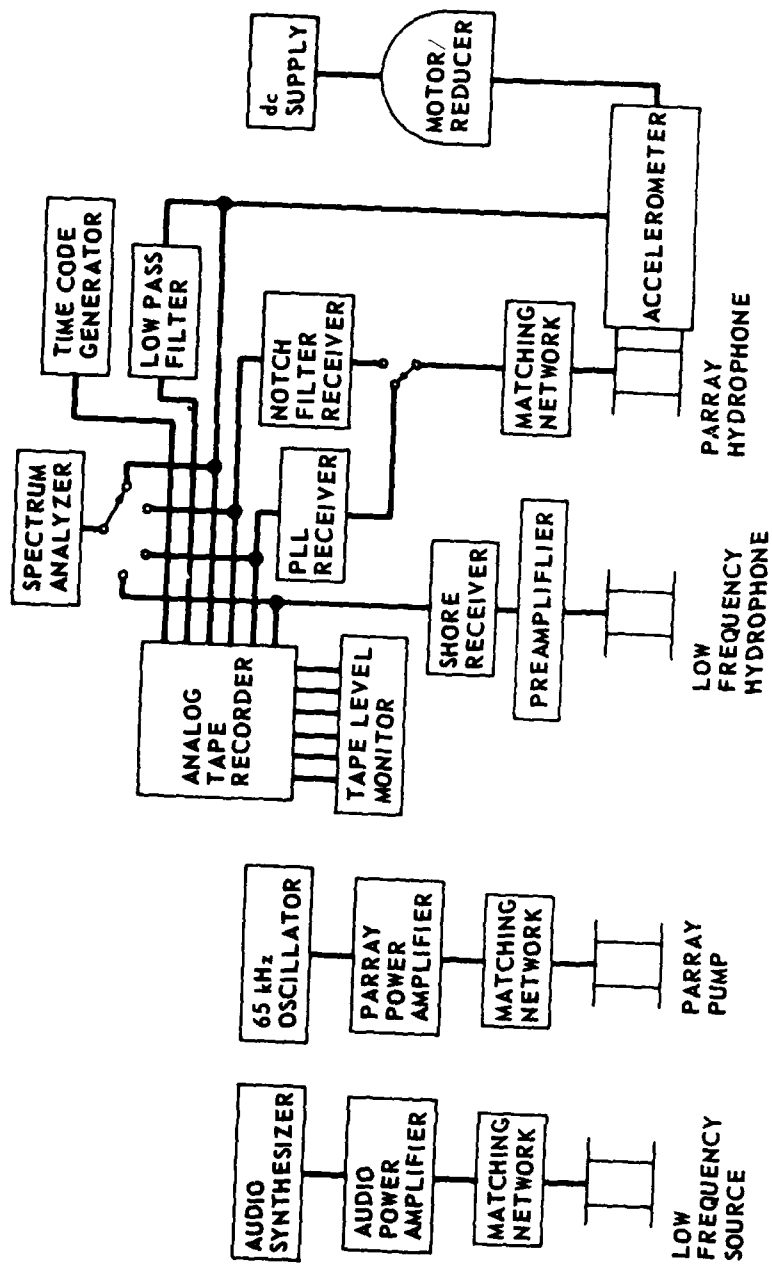 dc
SUPPLY
MOTOR/
REDUCER
ACCELEROMETER
TIME CODE
GENERATOR
LOW PASS
FILTER
NOTCH
FILTER
RECEIVER
MATCHING
NETWORK
PARRAY
HYDROPHONE
SPECTRUM
ANALYZER
PLL
RECEIVER
SHORE
RECEIVER
PREAMPLIFLIER
LOW
FREQUENCY
HYDROPHONE
ANALOG
TAPE
RECORDER
TAPE LEVEL
MONITOR
65 kHz
OSCILLATOR
PARRAY
POWER
AMPLIFIER
MATCHING
NETWORK
PARRAY
PUMP
AUDIO
SYNTHESIZER
AUDIO
POWER
AMPLIFIER
MATCHING
NETWORK
LOW
FREQUENCY
SOURCE